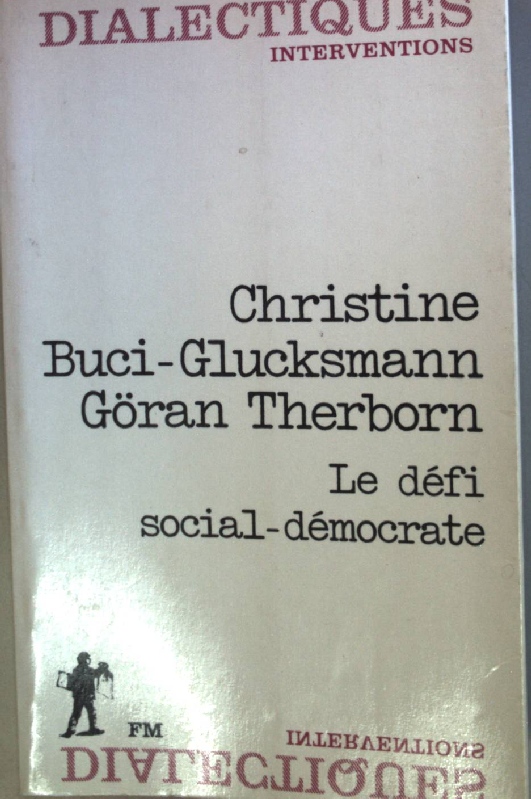 DIALECTIQUES
INTERVENTIONS
Christine
Buci-Glucksmann
Göran Therborn
Le défi
social-démocrate
FM
INTERVENTIONS
DIALECTIQUES